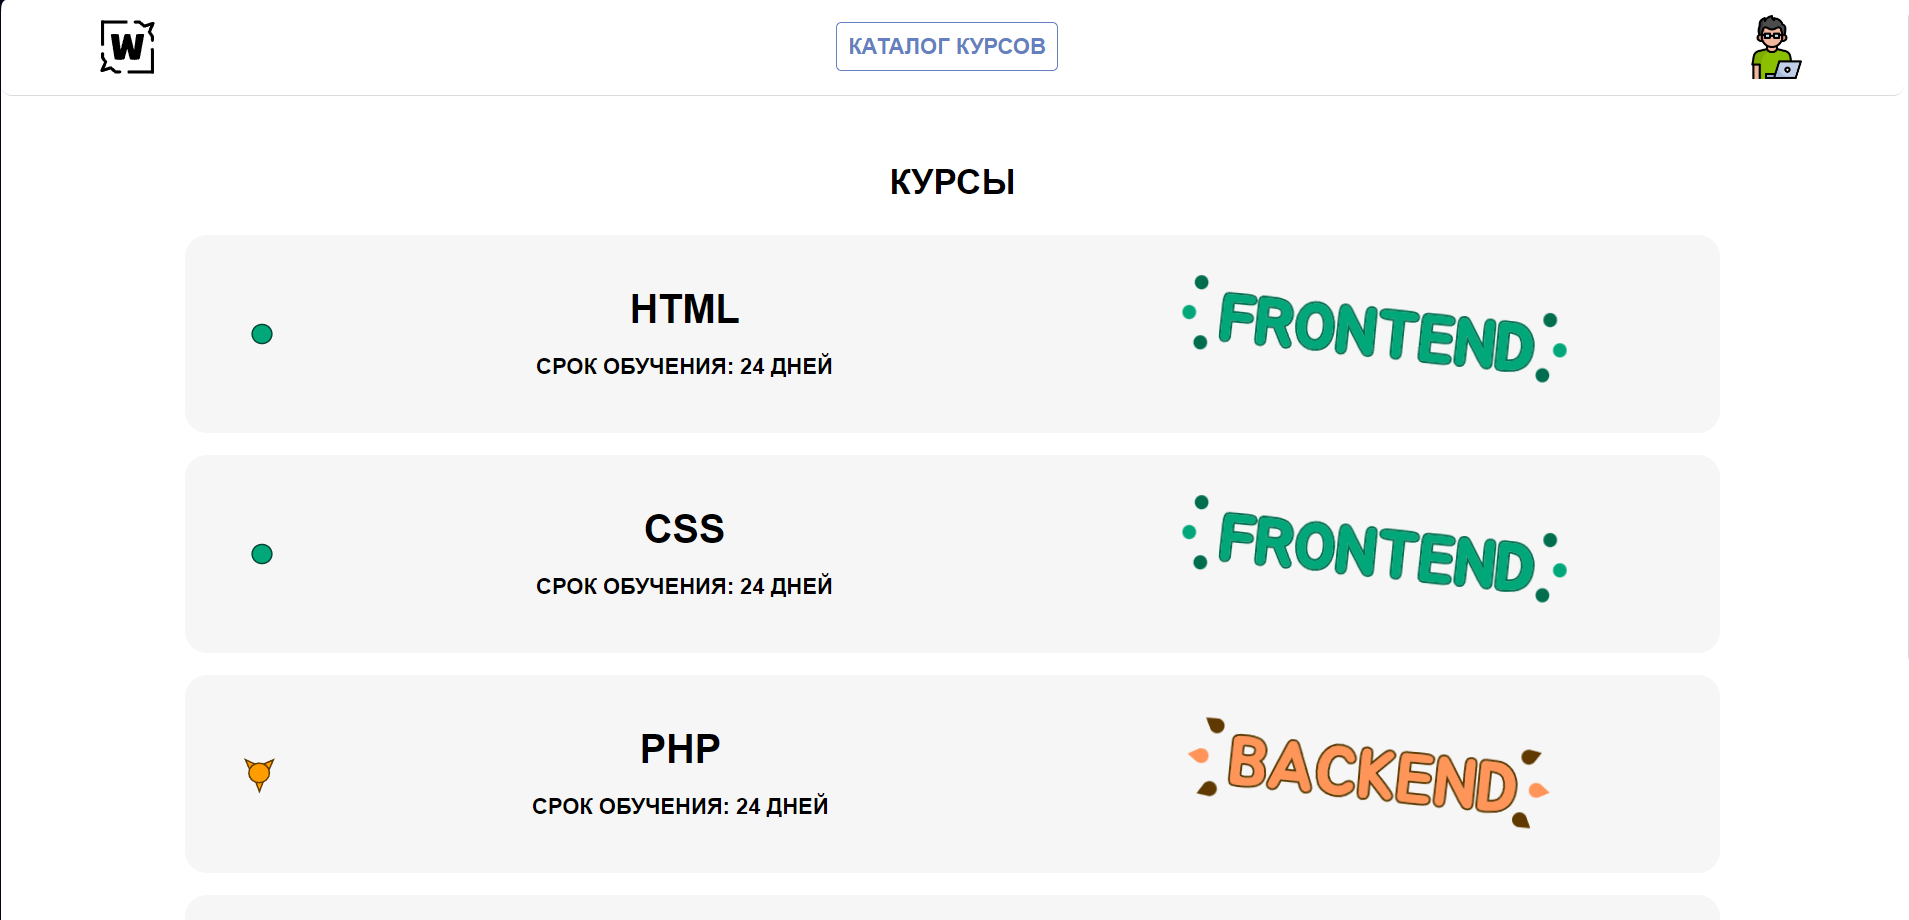 W
КАТАЛОГ КУРСОВ
КУРСЫ
HTML
СРОК ОБУЧЕНИЯ: 24 ДНЕЙ
FRONTEND
CSS
СРОК ОБУЧЕНИЯ: 24 ДНЕЙ
FRONTEND
PHP
СРОК ОБУЧЕНИЯ: 24 ДНЕЙ
BACKEND